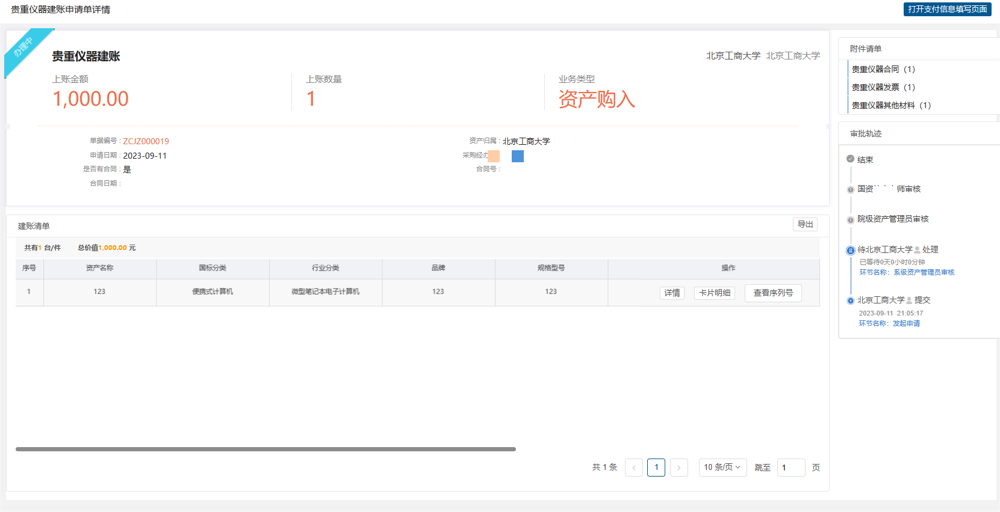 贵重仪器建账申请单详情
打开支付信息填写页面
办理中
贵重仪器建账
北京工商大学 北京工商大学
上账金额
1,000.00
上账数量
1
业务类型
资产购入
单据编号：ZCJZ000019
资产归属：北京工商大学
申请日期：2023-09-11
采购经办
是否有合同：是
合同号：
合同日期：
建账清单
导出
共有1 台/件 总价值1,000.00 元
序号 资产名称 国标分类 行业分类 品牌 规格型号 操作
1 123 便携式计算机 微型笔记本电子计算机 123 123 详情 卡片明细 查看序列号
共 1 条 < 1 > 10 条/页 跳至 1 页
附件请单
贵重仪器合同（1）
贵重仪器发票（1）
贵重仪器其他材料（1）
审批轨迹
结束
国资 师审核
院级资产管理员审核
待北京工商大学 处理
已等待0天0小时0分钟
环节名称：系级资产管理员审核
北京工商大学 提交
2023-09-11 21:05:17
环节名称：发起申请